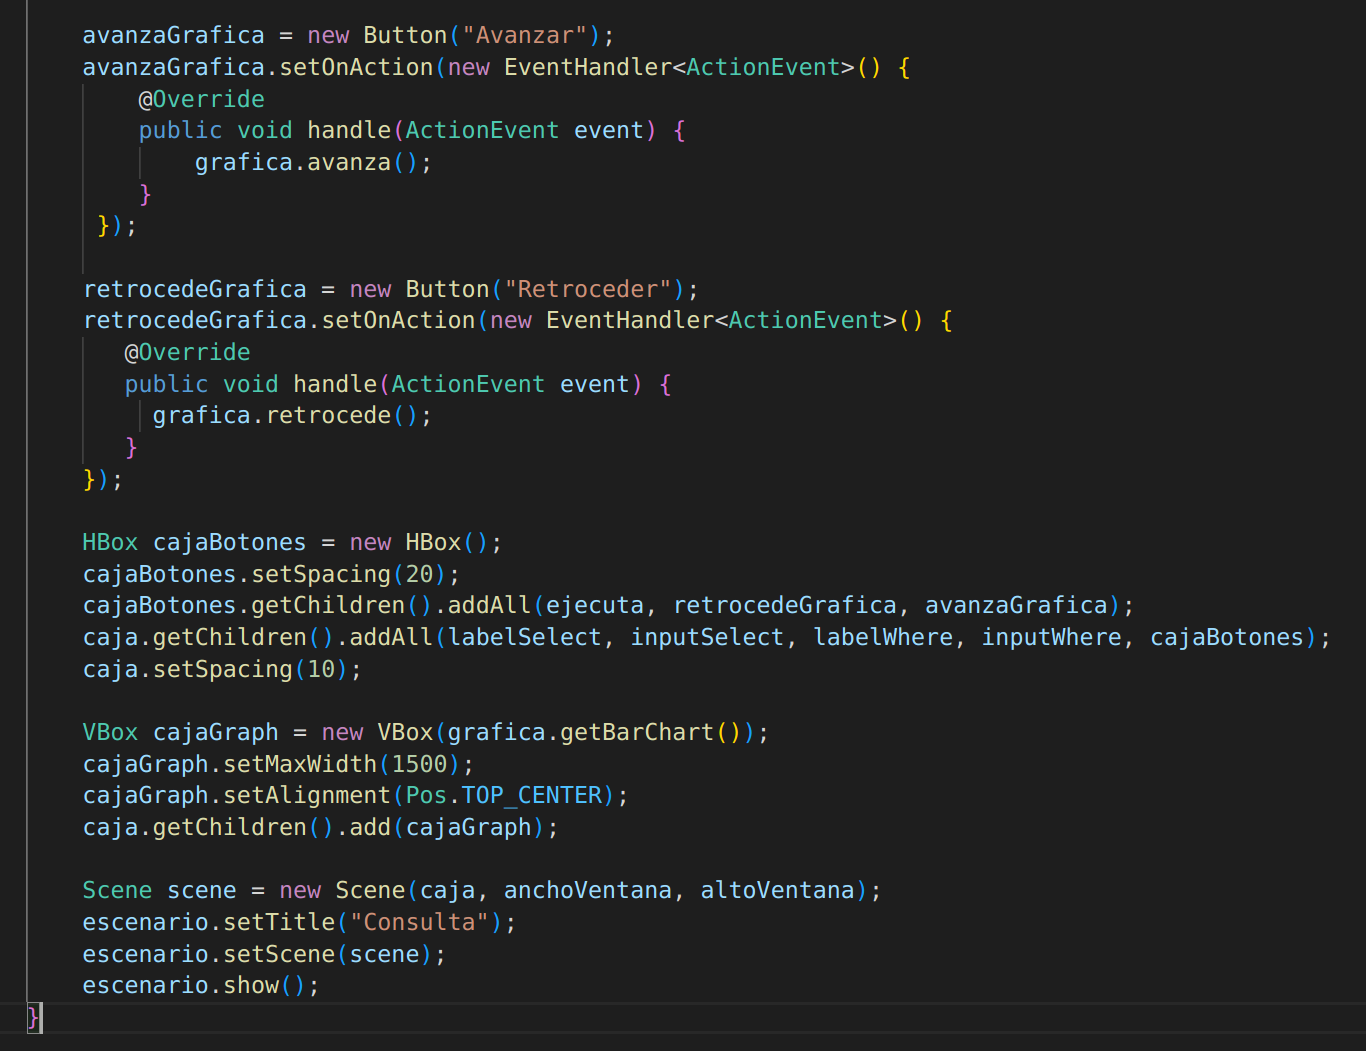 avanzaGrafica = new Button("Avanzar");
avanzaGrafica.setOnAction(new EventHandler<ActionEvent>() {
    @Override
    public void handle(ActionEvent event) {
        grafica.avanza();
    }
 });

retrocedeGrafica = new Button("Retroceder");
retrocedeGrafica.setOnAction(new EventHandler<ActionEvent>() {
   @Override
   public void handle(ActionEvent event) {
     grafica.retrocede();
   }
});

HBox cajaBotones = new HBox();
cajaBotones.setSpacing(20);
cajaBotones.getChildren().addAll(ejecuta, retrocedeGrafica, avanzaGrafica);
caja.getChildren().addAll(labelSelect, inputSelect, labelWhere, inputWhere, cajaBotones);
caja.setSpacing(10);

VBox cajaGraph = new VBox(grafica.getBarChart());
cajaGraph.setMaxWidth(1500);
cajaGraph.setAlignment(Pos.TOP_CENTER);
caja.getChildren().add(cajaGraph);

Scene scene = new Scene(caja, anchoVentana, altoVentana);
escenario.setTitle("Consulta");
escenario.setScene(scene);
escenario.show();
}